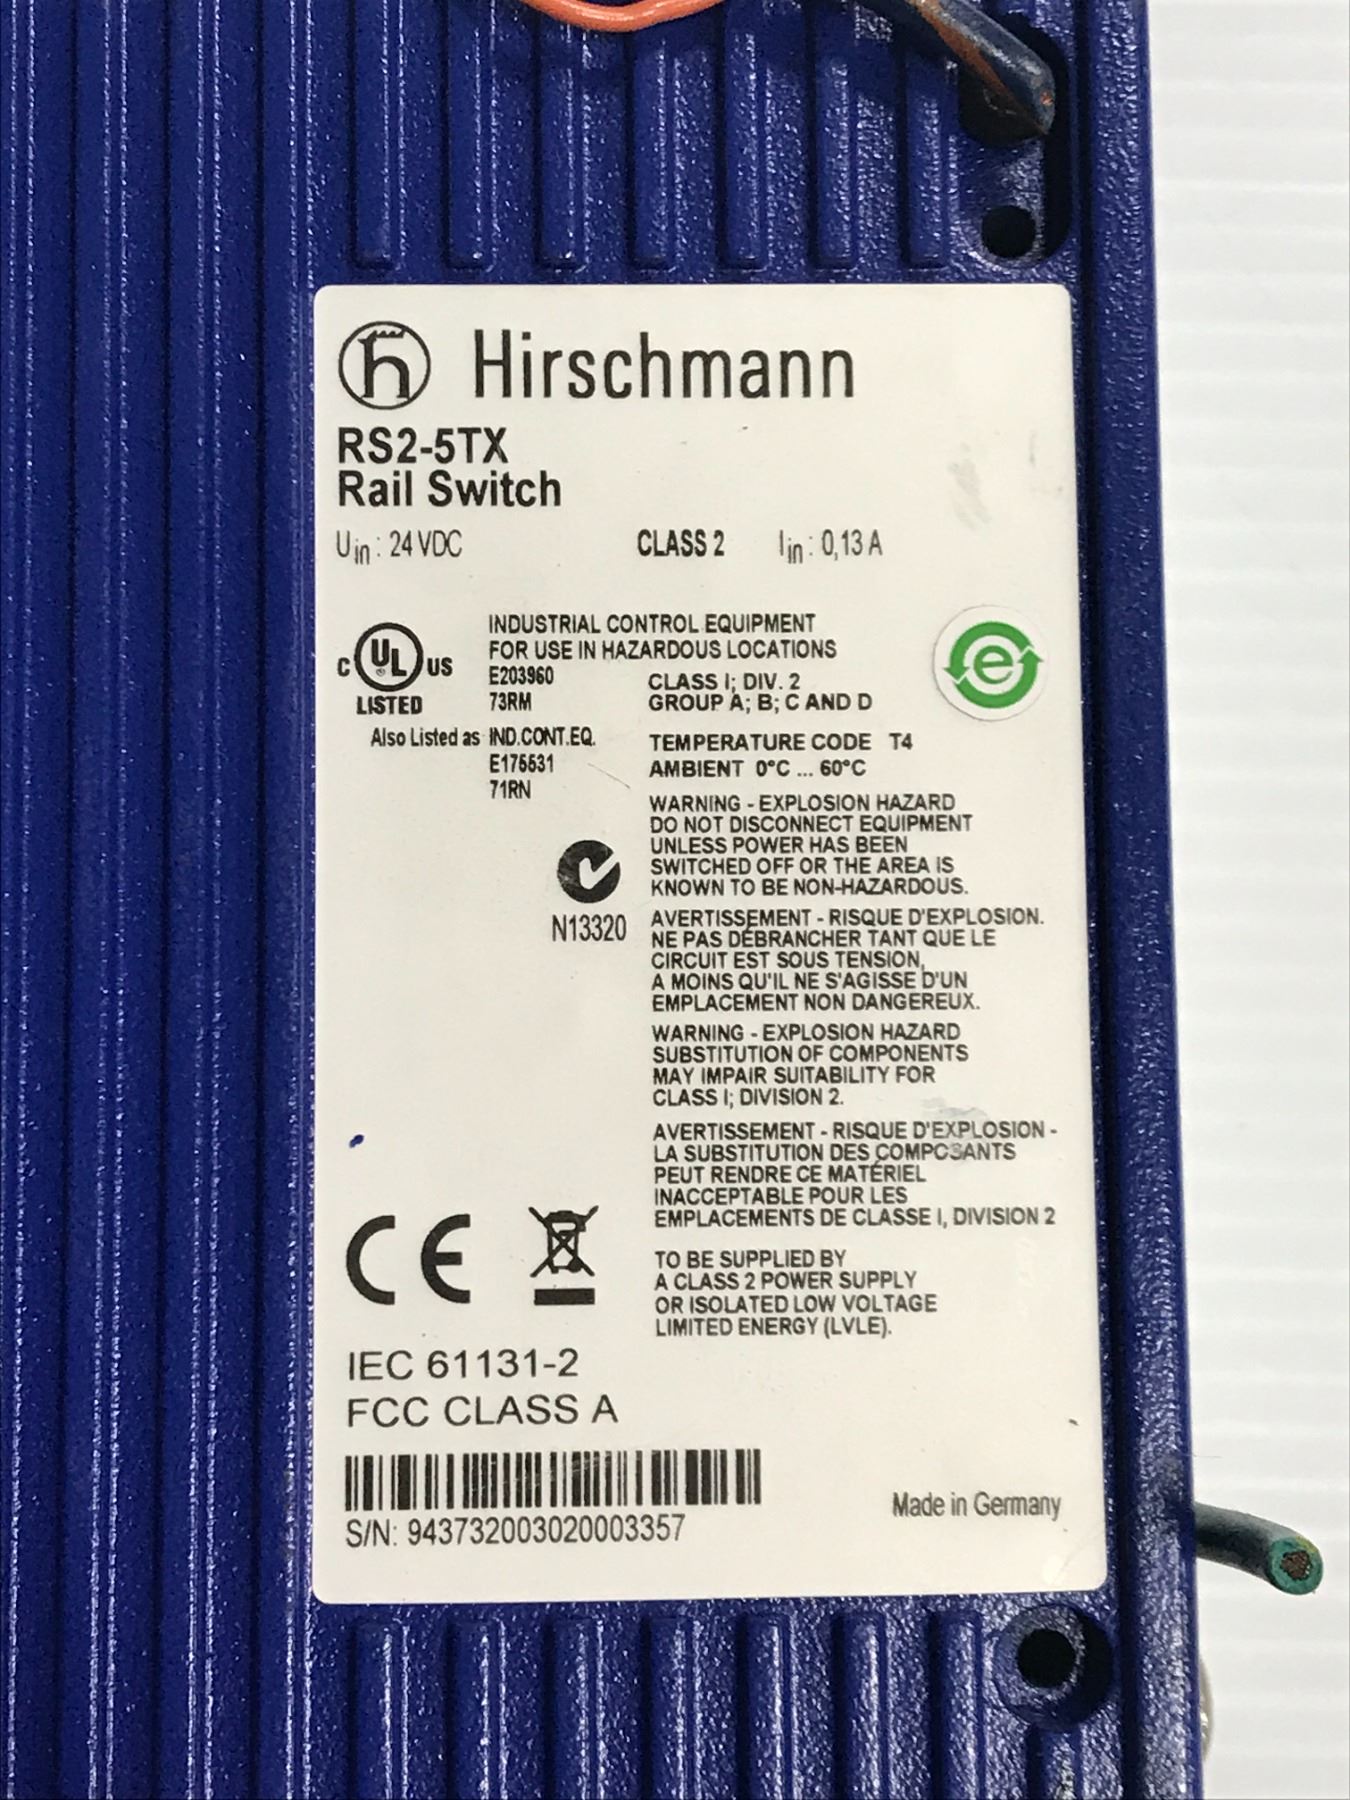 Hirschmann
RS2-5TX
Rail Switch
Uin : 24 VDC CLASS 2 Iin : 0,13 A
INDUSTRIAL CONTROL EQUIPMENT
FOR USE IN HAZARDOUS LOCATIONS
C UL ® US
LISTED
E203960
73RM
CLASS I; DIV. 2
GROUP A; B; C AND D
e
Also Listed as IND.CONT.EQ.
E175531
71RN
TEMPERATURE CODE T4
AMBIENT 0°C ... 60°C
WARNING - EXPLOSION HAZARD
DO NOT DISCONNECT EQUIPMENT
UNLESS POWER HAS BEEN
SWITCHED OFF OR THE AREA IS
KNOWN TO BE NON-HAZARDOUS.
N13320
AVERTISSEMENT - RISQUE D'EXPLOSION.
NE PAS DÉBRANCHER TANT QUE LE
CIRCUIT EST SOUS TENSION,
A MOINS QU'IL NE S'AGISSE D'UN
EMPLACEMENT NON DANGEREUX.
WARNING - EXPLOSION HAZARD
SUBSTITUTION OF COMPONENTS
MAY IMPAIR SUITABILITY FOR
CLASS I; DIVISION 2.
AVERTISSEMENT - RISQUE D'EXPLOSION -
LA SUBSTITUTION DES COMPOSANTS
PEUT RENDRE CE MATÉRIEL
INACCEPTABLE POUR LES
EMPLACEMENTS DE CLASSE I, DIVISION 2
CE
TO BE SUPPLIED BY
A CLASS 2 POWER SUPPLY
OR ISOLATED LOW VOLTAGE
LIMITED ENERGY (LVLE).
IEC 61131-2
FCC CLASS A
S/N: 943732003020003357
Made in Germany